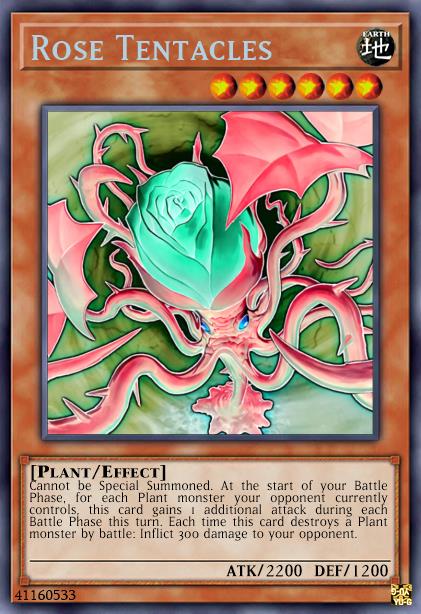 Rose Tentacles
EARTH
地
[Plant/Effect]
Cannot be Special Summoned. At the start of your Battle
Phase, for each Plant monster your opponent currently
controls, this card gains 1 additional attack during each
Battle Phase this turn. Each time this card destroys a Plant
monster by battle: Inflict 300 damage to your opponent.
ATK/2200 DEF/1200
41160533